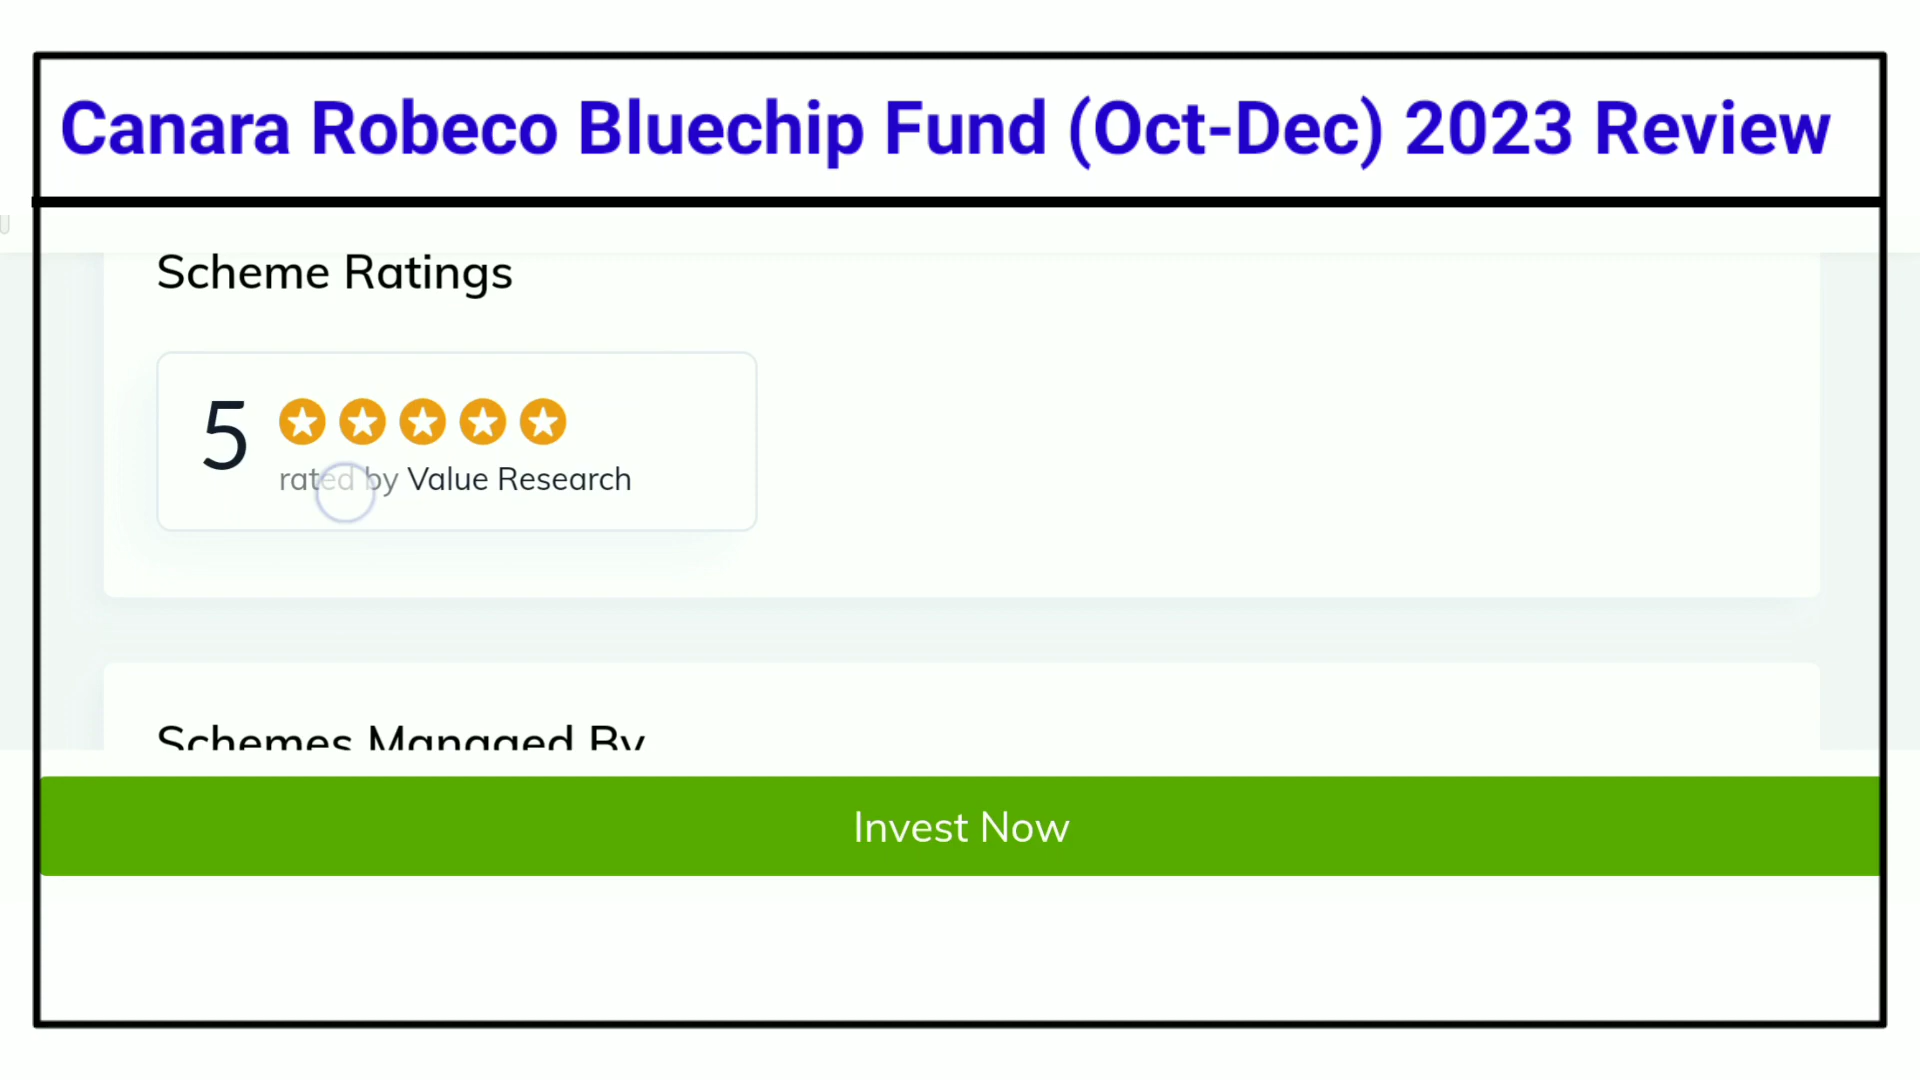 Canara Robeco Bluechip Fund (Oct-Dec) 2023 Review
Scheme Ratings
5
rated by Value Research
Schemes Managed By
Invest Now